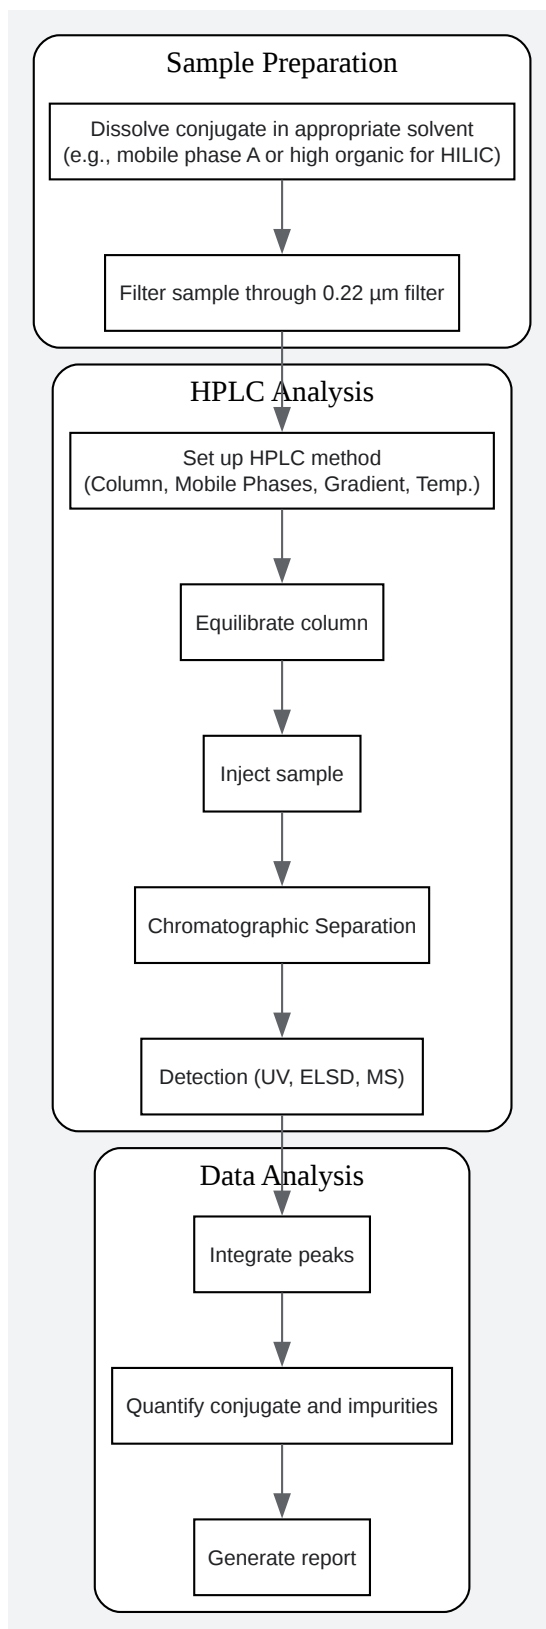 Sample Preparation
Dissolve conjugate in appropriate solvent
(e.g., mobile phase A or high organic for HILIC)
Filter sample through 0.22 µm filter
HPLC Analysis
Set up HPLC method
(Column, Mobile Phases, Gradient, Temp.)
Equilibrate column
Inject sample
Chromatographic Separation
Detection (UV, ELSD, MS)
Data Analysis
Integrate peaks
Quantify conjugate and impurities
Generate report